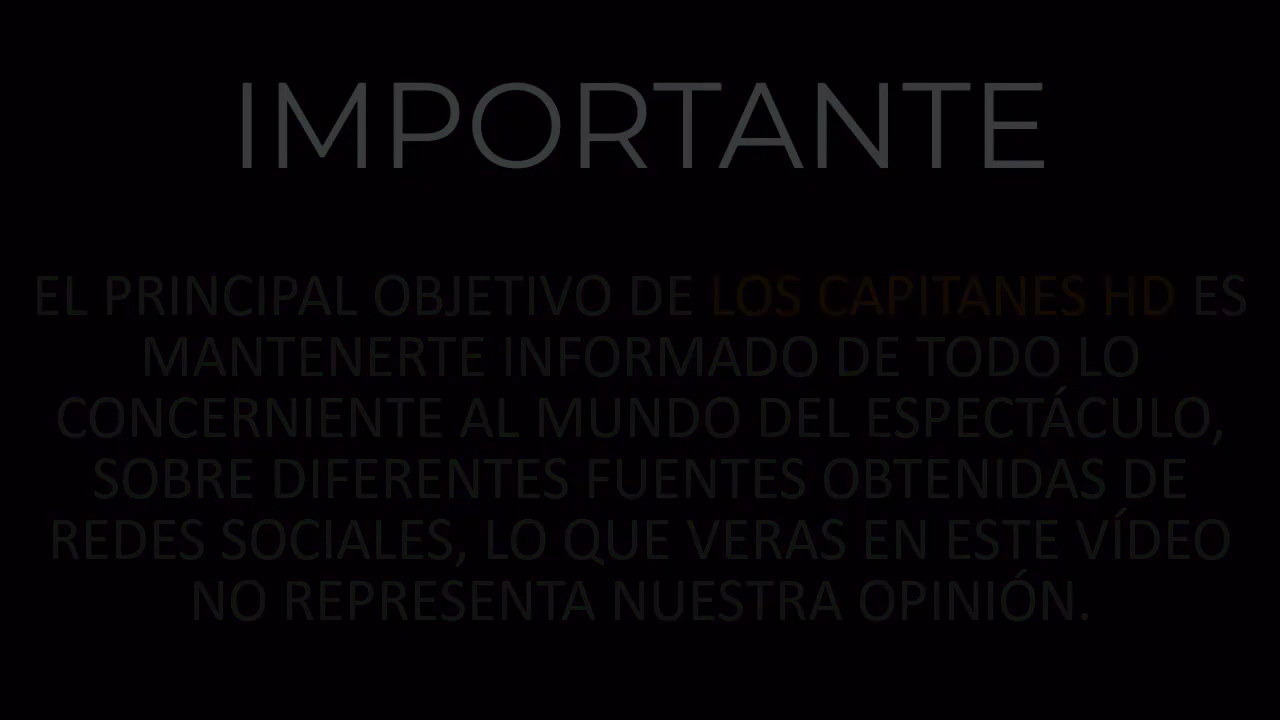 IMPORTANTE
EL PRINCIPAL OBJETIVO DE LOS CAPITANES HD ES
MANTENERTE INFORMADO DE TODO LO
CONCERNIENTE AL MUNDO DEL ESPECTÁCULO,
SOBRE DIFERENTES FUENTES OBTENIDAS DE
REDES SOCIALES, LO QUE VERAS EN ESTE VÍDEO
NO REPRESENTA NUESTRA OPINIÓN.